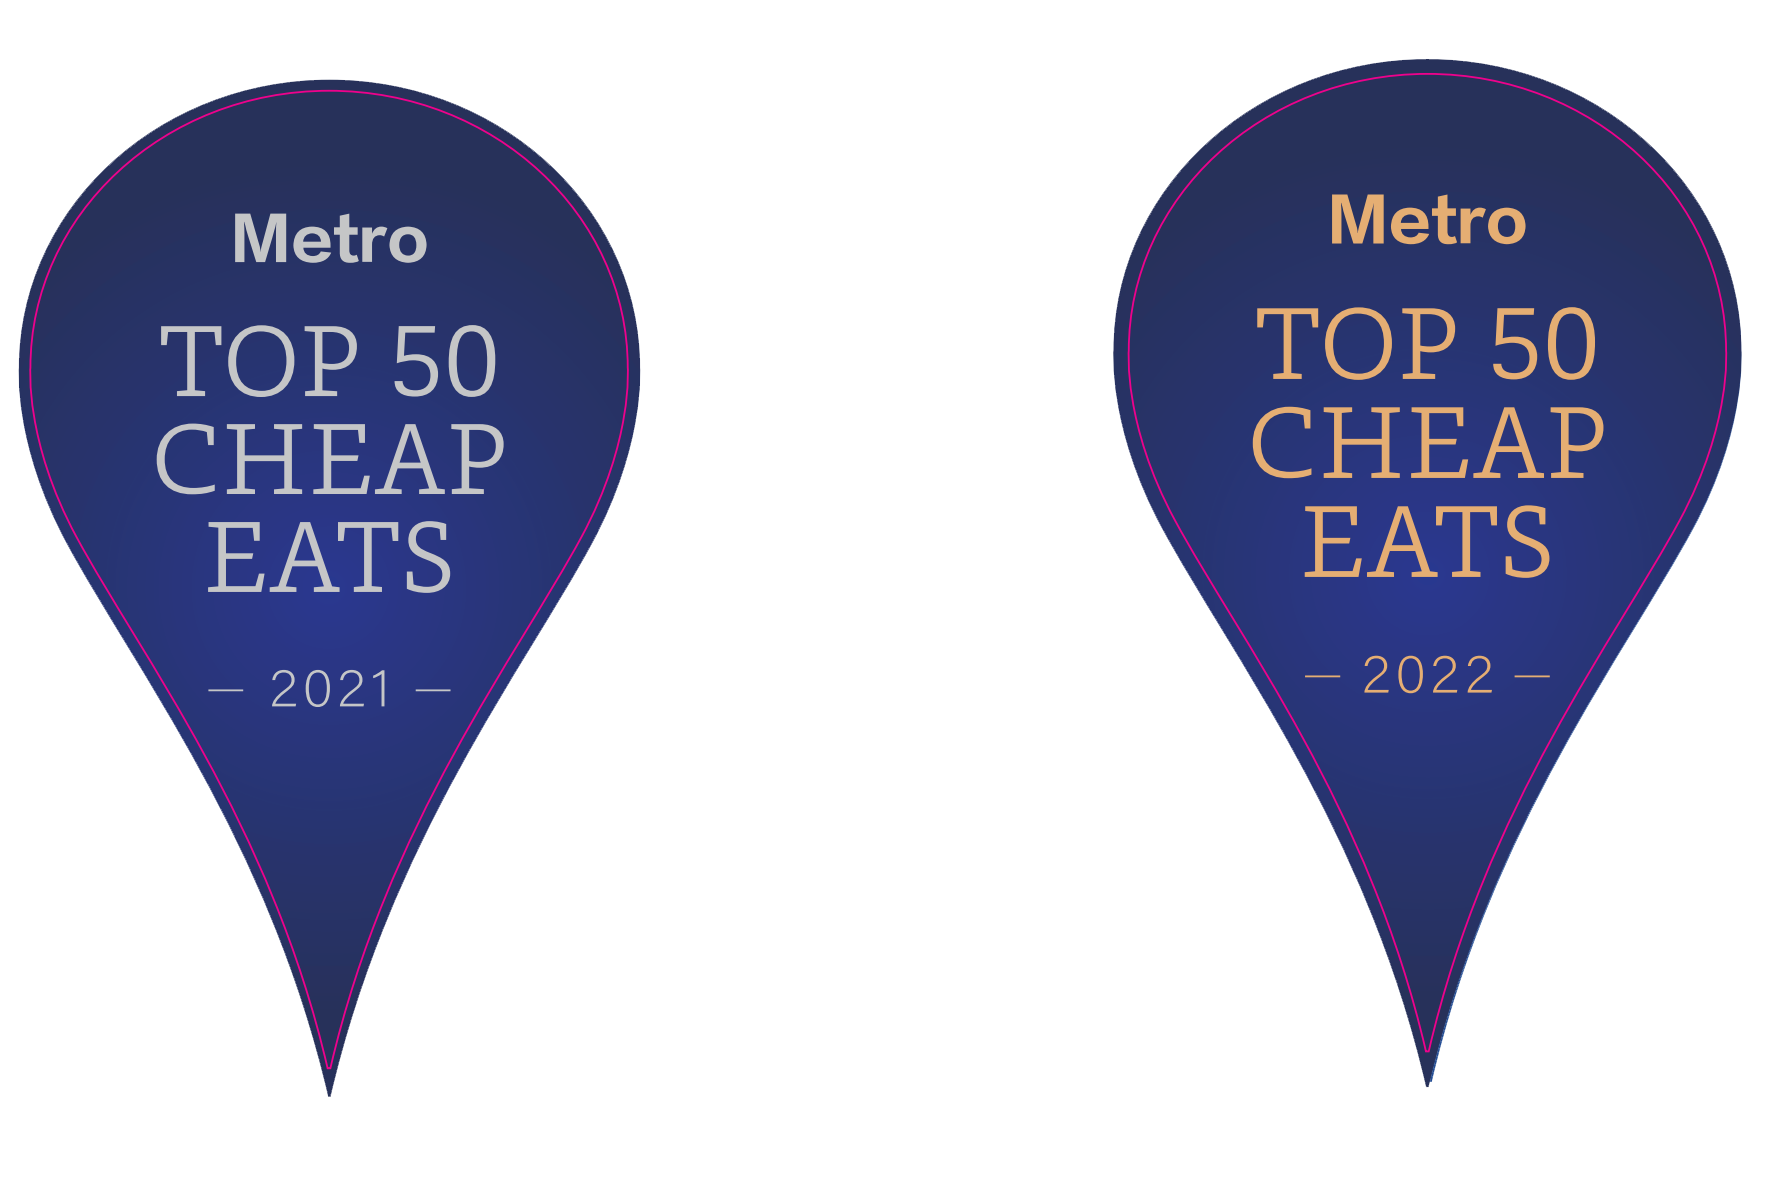 Metro
TOP 50
CHEAP
EATS
— 2021 —
Metro
TOP 50
CHEAP
EATS
— 2022 —